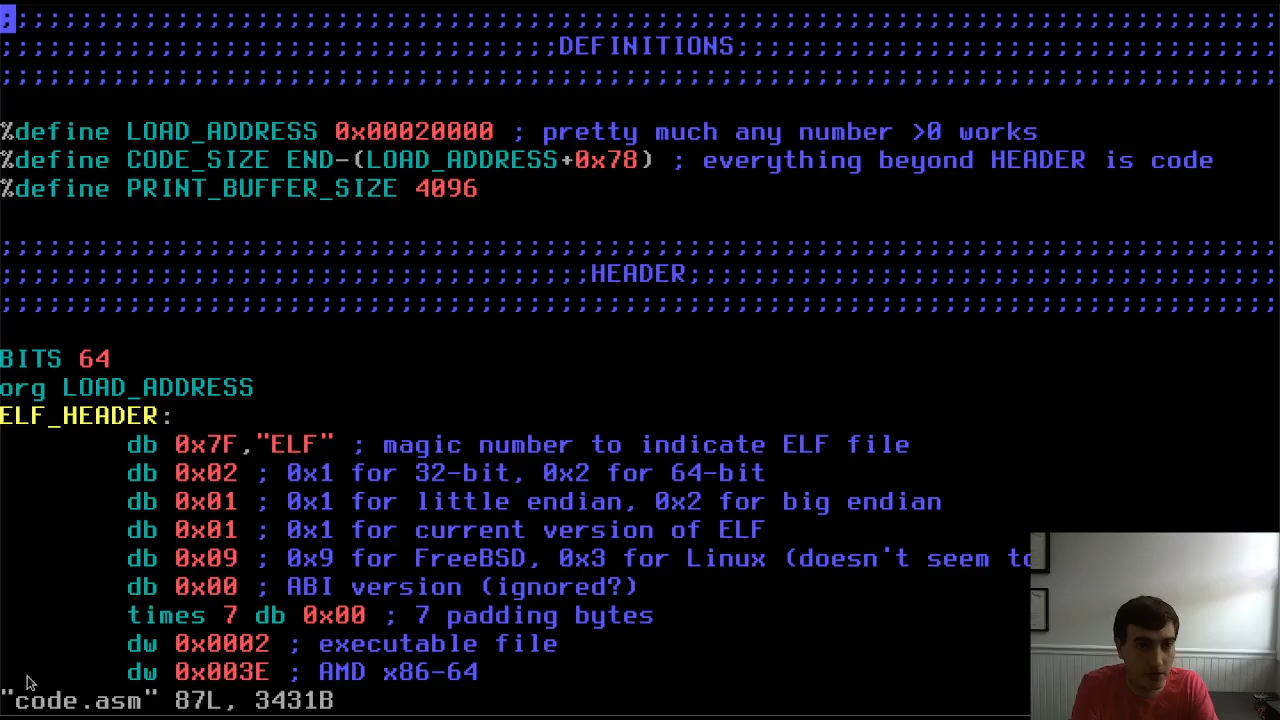 ;;;;;;;;;;;;;;;;;;;;;;;;;;;;;;;;;;;;;;;;;;;;;;;;;;;;;;;;;;;;;;;;;;;;;;;;;;;;;;;;
;;;;;;;;;;;;;;;;;;;;;;;;;;;;;;;;;;;DEFINITIONS;;;;;;;;;;;;;;;;;;;;;;;;;;;;;;;;;;
;;;;;;;;;;;;;;;;;;;;;;;;;;;;;;;;;;;;;;;;;;;;;;;;;;;;;;;;;;;;;;;;;;;;;;;;;;;;;;;;
%define LOAD_ADDRESS 0x00020000 ; pretty much any number >0 works
%define CODE_SIZE END-(LOAD_ADDRESS+0x78) ; everything beyond HEADER is code
%define PRINT_BUFFER_SIZE 4096
;;;;;;;;;;;;;;;;;;;;;;;;;;;;;;;;;;;;;;;;;;;;;;;;;;;;;;;;;;;;;;;;;;;;;;;;;;;;;;;;
;;;;;;;;;;;;;;;;;;;;;;;;;;;;;;;;;;;;;HEADER;;;;;;;;;;;;;;;;;;;;;;;;;;;;;;;;;;;;;
;;;;;;;;;;;;;;;;;;;;;;;;;;;;;;;;;;;;;;;;;;;;;;;;;;;;;;;;;;;;;;;;;;;;;;;;;;;;;;;;
BITS 64
org LOAD_ADDRESS
ELF_HEADER:
db 0x7F,"ELF" ; magic number to indicate ELF file
db 0x02 ; 0x1 for 32-bit, 0x2 for 64-bit
db 0x01 ; 0x1 for little endian, 0x2 for big endian
db 0x01 ; 0x1 for current version of ELF
db 0x09 ; 0x9 for FreeBSD, 0x3 for Linux (doesn't seem to
db 0x00 ; ABI version (ignored?)
times 7 db 0x00 ; 7 padding bytes
dw 0x0002 ; executable file
dw 0x003E ; AMD x86-64
"code.asm" 87L, 3431B